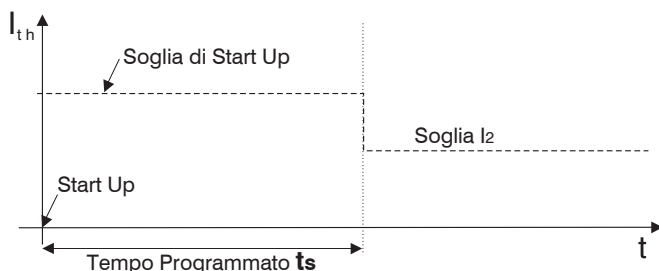 Ith
Soglia di Start Up
Soglia I2
Start Up
t
Tempo Programmato ts